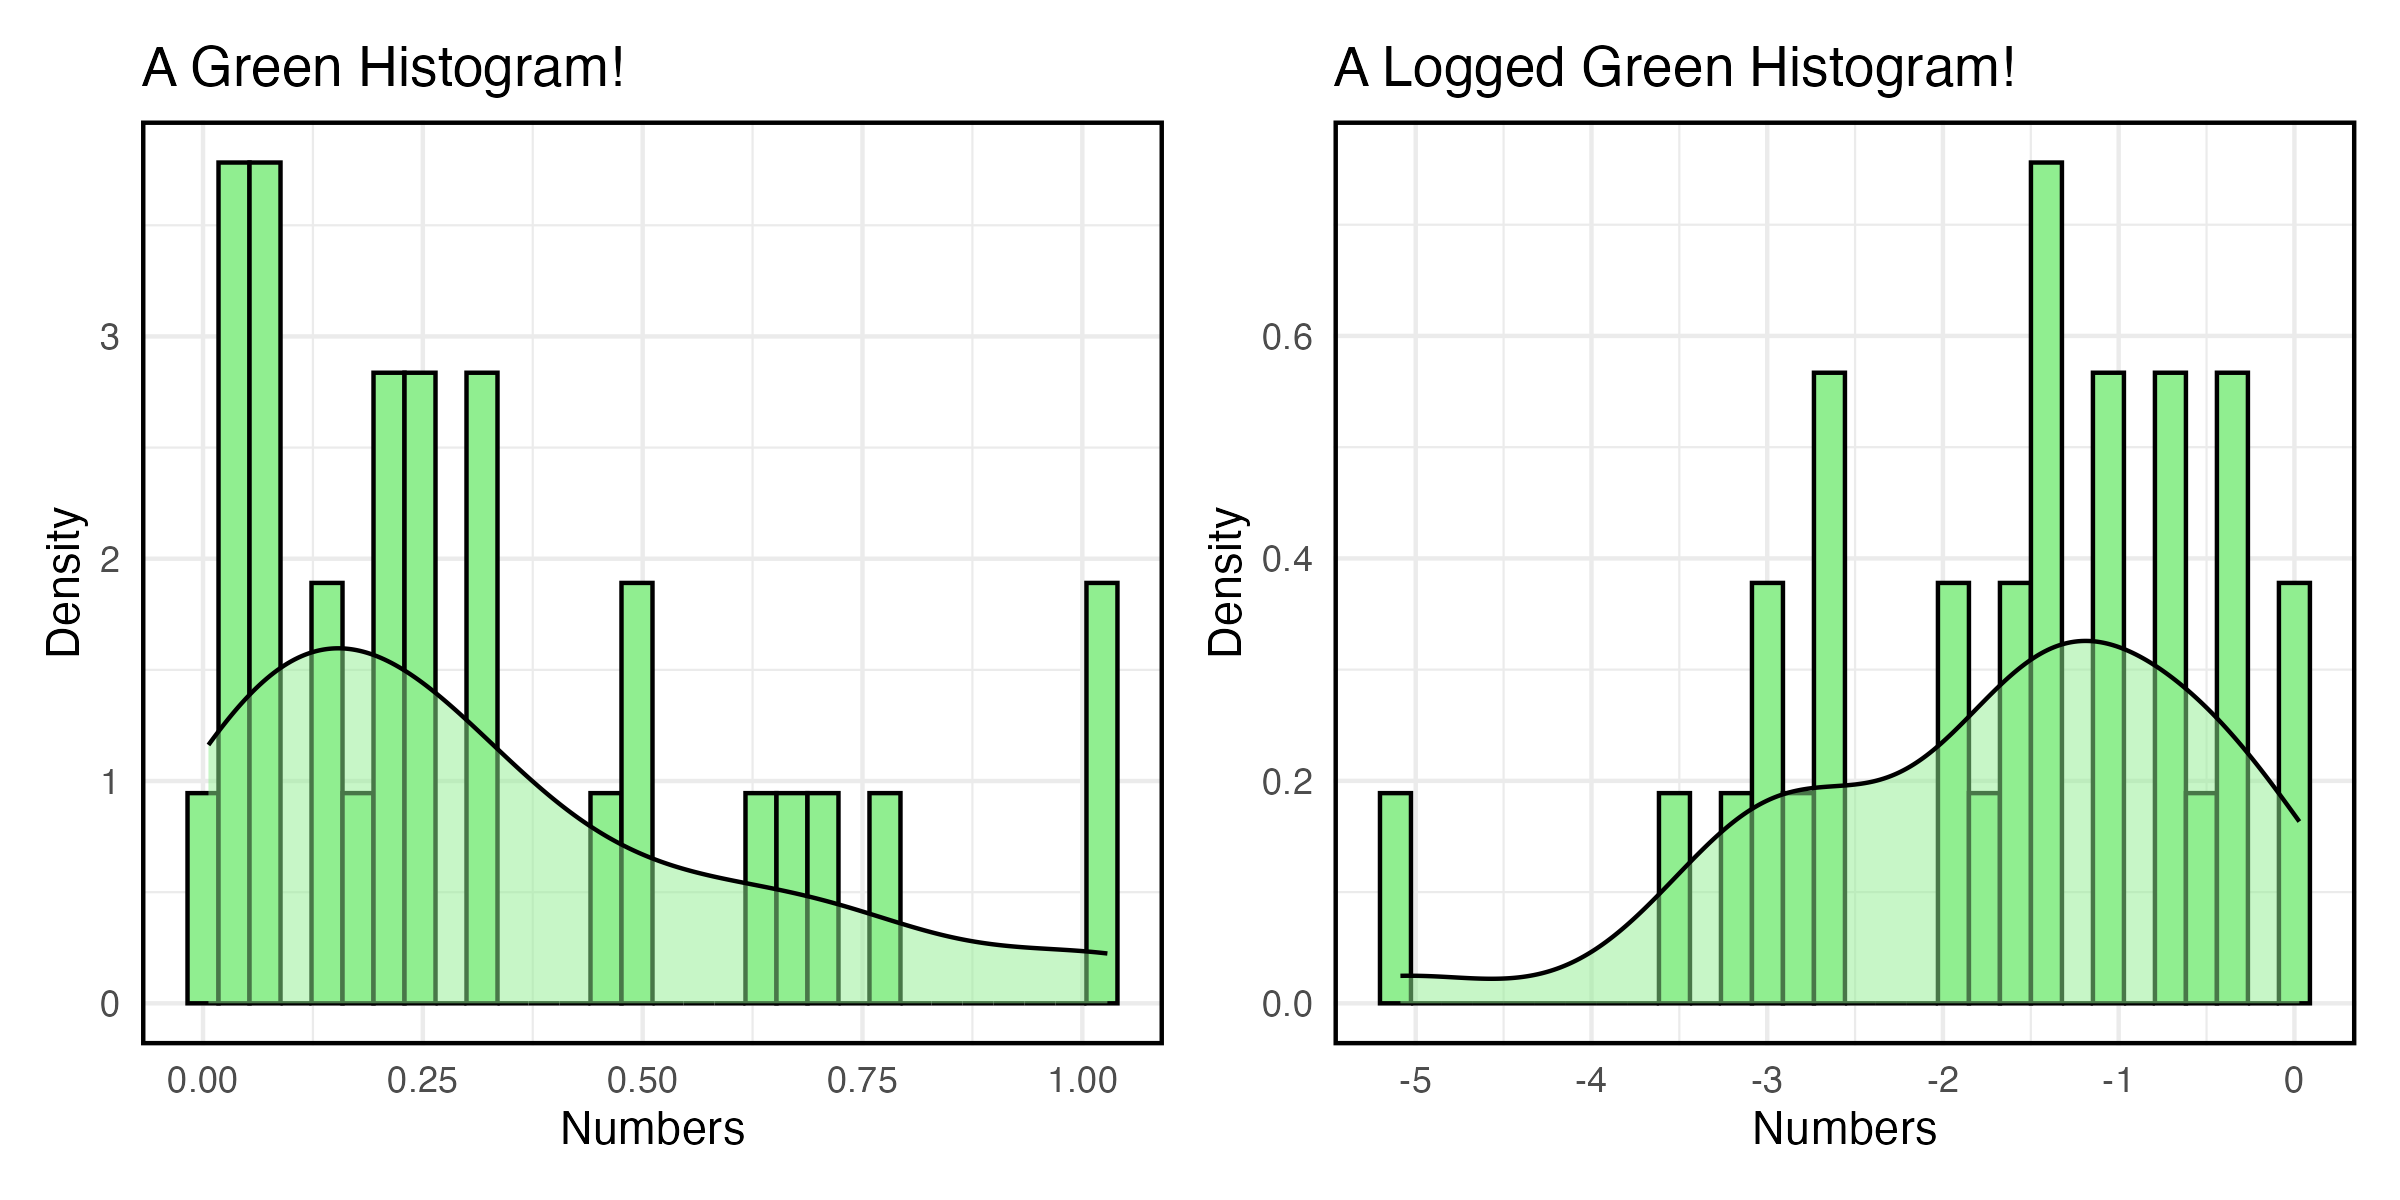 A Green Histogram!
Density
3
2
1
0
0.00 0.25 0.50 0.75 1.00
Numbers
A Logged Green Histogram!
Density
0.6
0.4
0.2
0.0
-5 -4 -3 -2 -1 0
Numbers